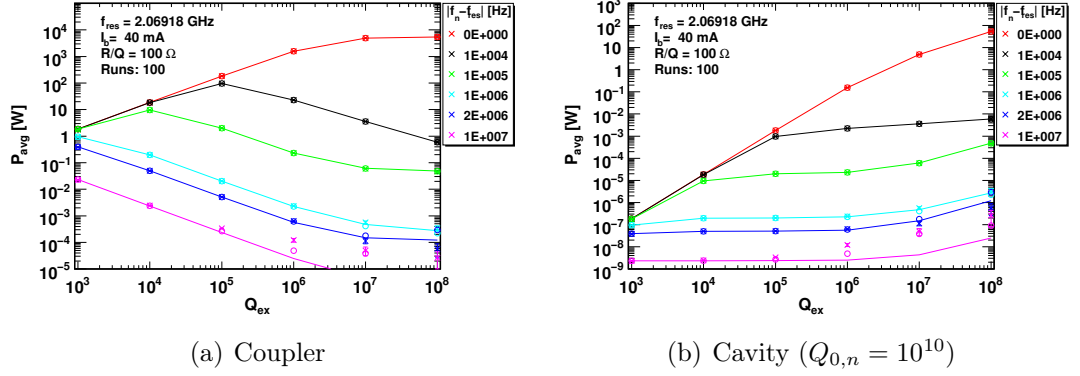 f_res = 2.06918 GHz
I_b= 40 mA
R/Q = 100 Ω
Runs: 100
P_avg [W]
10^4
10^3
10^2
10
1
10^-1
10^-2
10^-3
10^-4
10^-5
10^3 10^4 10^5 10^6 10^7 10^8
Q_ex
|f_n-f_es| [Hz]
0E+000
1E+004
1E+005
1E+006
2E+006
1E+007
(a) Coupler
f_res = 2.06918 GHz
I_b= 40 mA
R/Q = 100 Ω
Runs: 100
P_avg [W]
10^3
10^2
10
1
10^-1
10^-2
10^-3
10^-4
10^-5
10^-6
10^-7
10^-8
10^-9
10^3 10^4 10^5 10^6 10^7 10^8
Q_ex
|f_n-f_es| [Hz]
0E+000
1E+004
1E+005
1E+006
2E+006
1E+007
(b) Cavity (Q_{0,n} = 10^10)